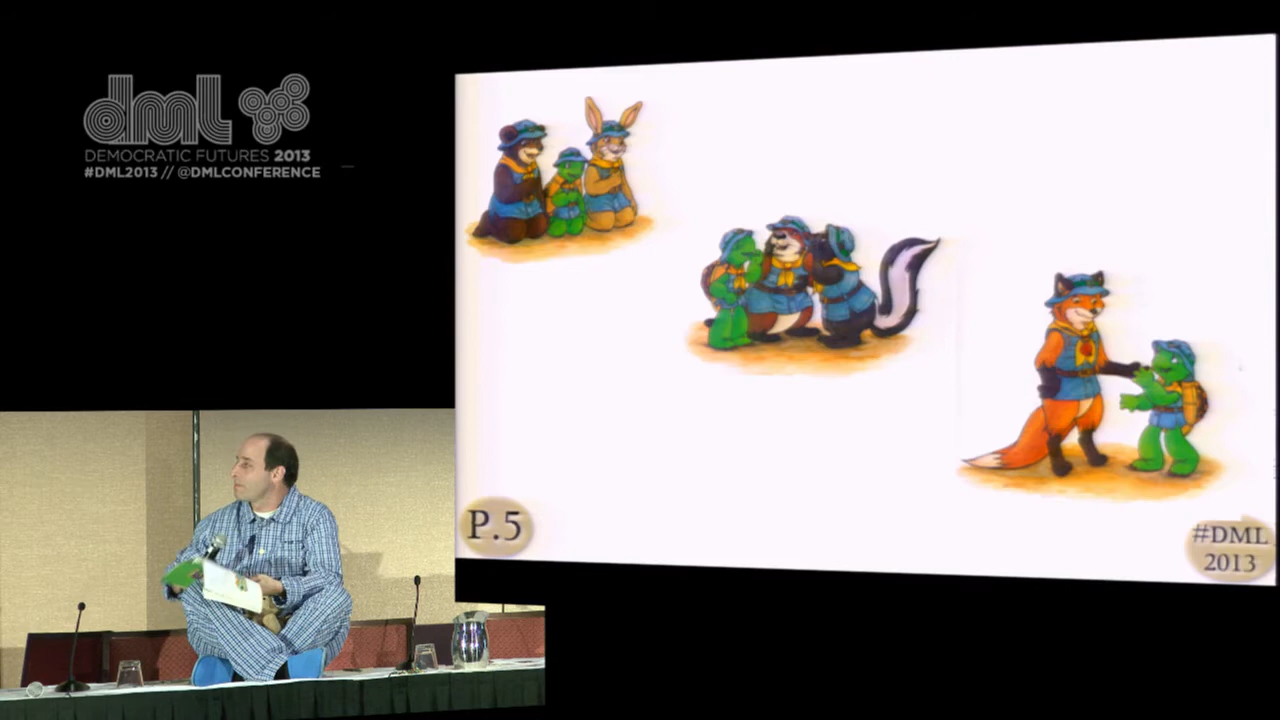 dml
DEMOCRATIC FUTURES 2013
#DML2013 // @DMLCONFERENCE
P.5
#DML
2013